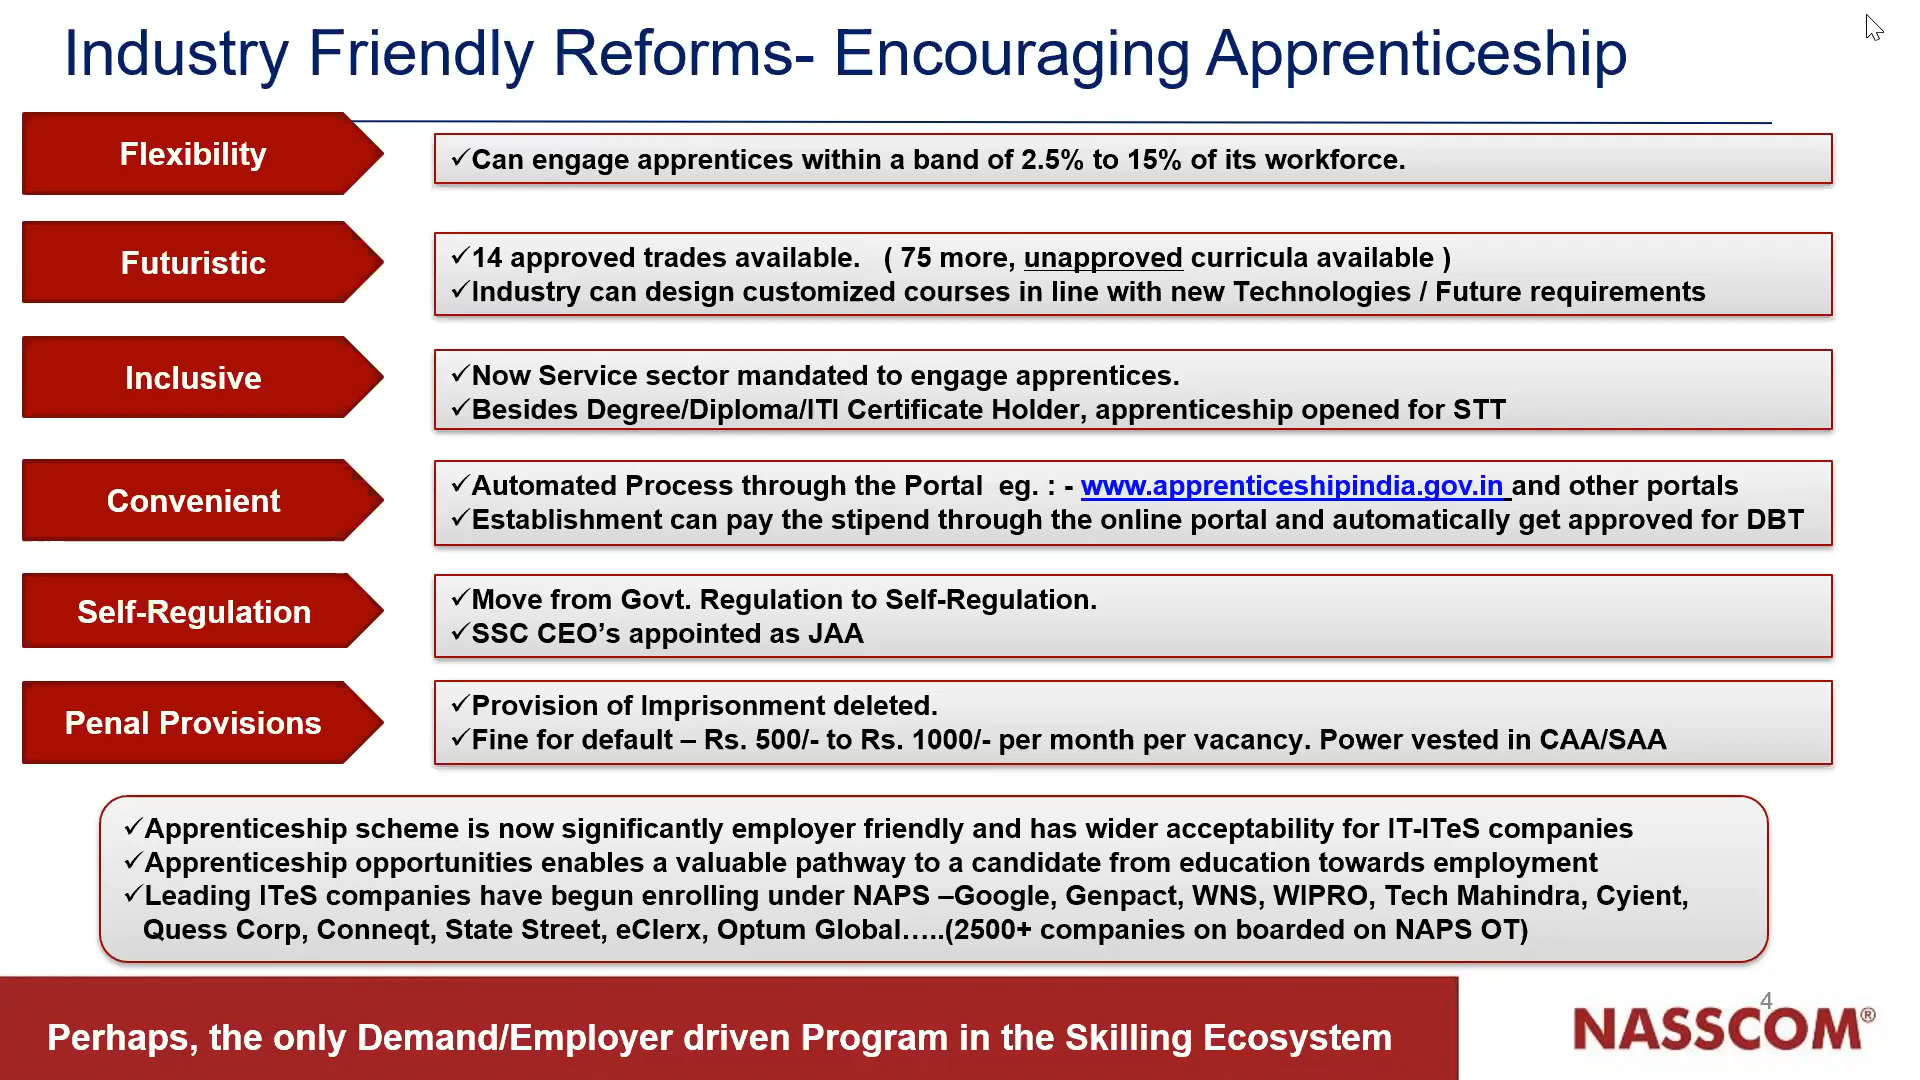 Industry Friendly Reforms- Encouraging Apprenticeship
Flexibility
✓Can engage apprentices within a band of 2.5% to 15% of its workforce.
Futuristic
✓14 approved trades available. ( 75 more, unapproved curricula available )
✓Industry can design customized courses in line with new Technologies / Future requirements
Inclusive
✓Now Service sector mandated to engage apprentices.
✓Besides Degree/Diploma/ITI Certificate Holder, apprenticeship opened for STT
Convenient
✓Automated Process through the Portal eg. : - www.apprenticeshipindia.gov.in and other portals
✓Establishment can pay the stipend through the online portal and automatically get approved for DBT
Self-Regulation
✓Move from Govt. Regulation to Self-Regulation.
✓SSC CEO’s appointed as JAA
Penal Provisions
✓Provision of Imprisonment deleted.
✓Fine for default – Rs. 500/- to Rs. 1000/- per month per vacancy. Power vested in CAA/SAA
✓Apprenticeship scheme is now significantly employer friendly and has wider acceptability for IT-ITeS companies
✓Apprenticeship opportunities enables a valuable pathway to a candidate from education towards employment
✓Leading ITeS companies have begun enrolling under NAPS –Google, Genpact, WNS, WIPRO, Tech Mahindra, Cyient,
Quess Corp, Conneqt, State Street, eClerx, Optum Global…..(2500+ companies on boarded on NAPS OT)
Perhaps, the only Demand/Employer driven Program in the Skilling Ecosystem
4
NASSCOM®